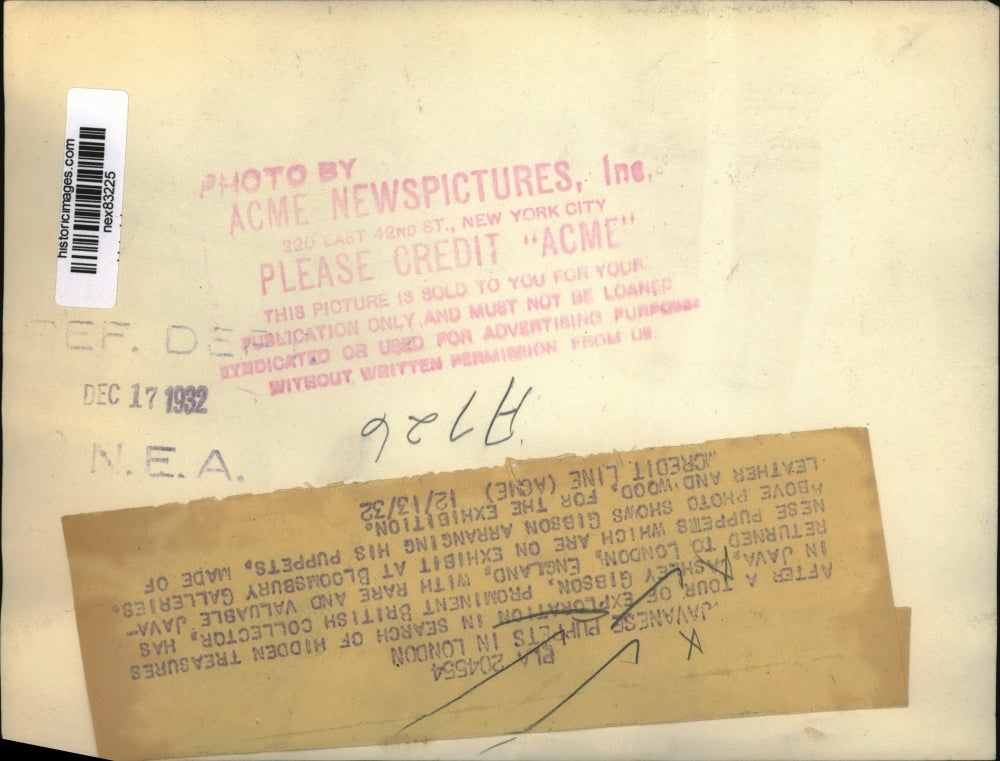 historicimages.com
nex83225
PHOTO BY
ACME NEWSPICTURES, Inc.
220 EAST 42ND ST., NEW YORK CITY
PLEASE CREDIT "ACME"
THIS PICTURE IS SOLD TO YOU FOR YOUR
PUBLICATION ONLY AND MUST NOT BE LOANED
SYNDICATED OR USED FOR ADVERTISING PURPOSES
WITHOUT WRITTEN PERMISSION FROM US.
REF. DEPT.
DEC 17 1932
N.E.A.
A726
204554
JAVANESE PUPPETS IN LONDON
AFTER A TOUR OF EXPLORATION IN SEARCH OF HIDDEN TREASURES
IN JAVA, ASHLEY GIBSON, PROMINENT BRITISH COLLECTOR, HAS
RETURNED TO LONDON, ENGLAND, WITH RARE AND VALUABLE JAVA-
NESE PUPPETS WHICH ARE ON EXHIBIT AT BLOOMSBURY GALLERIES.
ABOVE PHOTO SHOWS GIBSON ARRANGING HIS PUPPETS, MADE OF
LEATHER AND WOOD, FOR THE EXHIBITION.
CREDIT LINE (ACME) 12/13/32